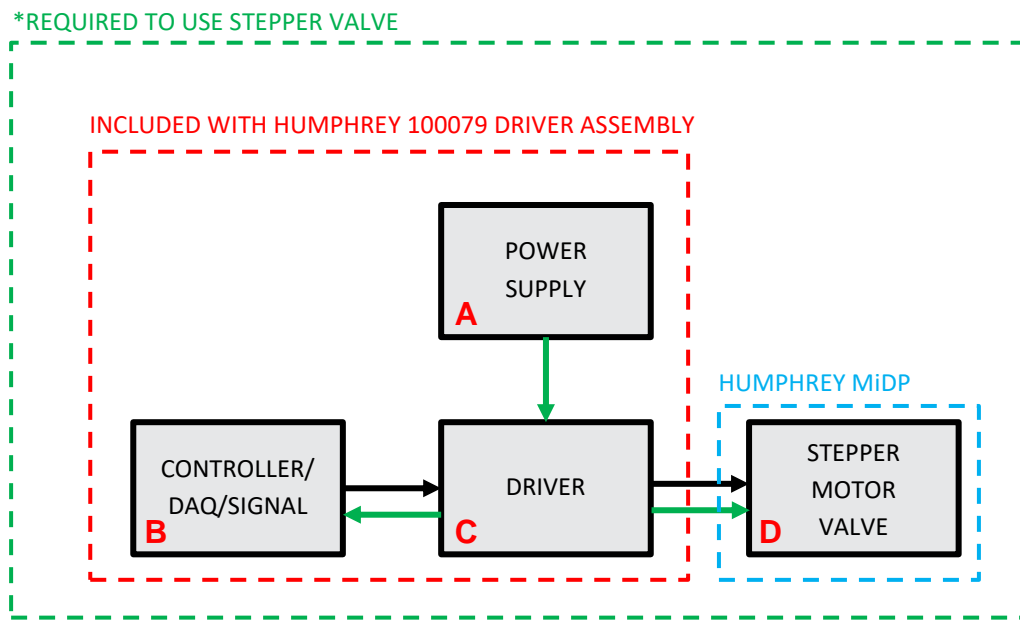 *REQUIRED TO USE STEPPER VALVE
INCLUDED WITH HUMPHREY 100079 DRIVER ASSEMBLY
POWER
SUPPLY
A
HUMPHREY MiDP
CONTROLLER/
DAQ/SIGNAL
B
DRIVER
C
STEPPER
MOTOR
VALVE
D